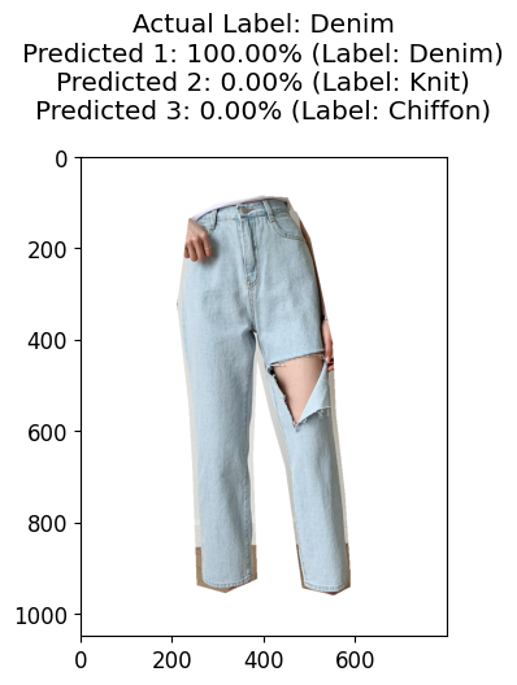 Actual Label: Denim
Predicted 1: 100.00% (Label: Denim)
Predicted 2: 0.00% (Label: Knit)
Predicted 3: 0.00% (Label: Chiffon)
0
200
400
600
800
1000
0 200 400 600